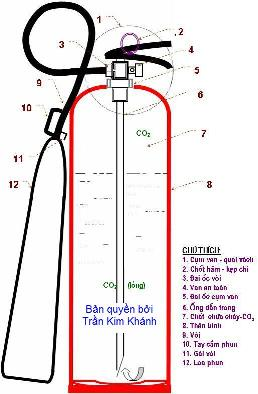 1
2
3
4
5
6
9
10
CO₂
7
11
12
8
CO₂ (lỏng)
Bản quyền bởi
Trần Kim Khánh
CHÚ THÍCH:
1. Cụm van - quai xách
2. Chốt hãm - kẹp chì
3. Đai ốc vòi
4. Van an toàn
5. Đai ốc cụm van
6. Ống dẫn trong
7. Chất chữa cháy-CO₂
8. Thân bình
9. Vòi
10. Tay cầm phun
11. Gối vòi
12. Loa phun